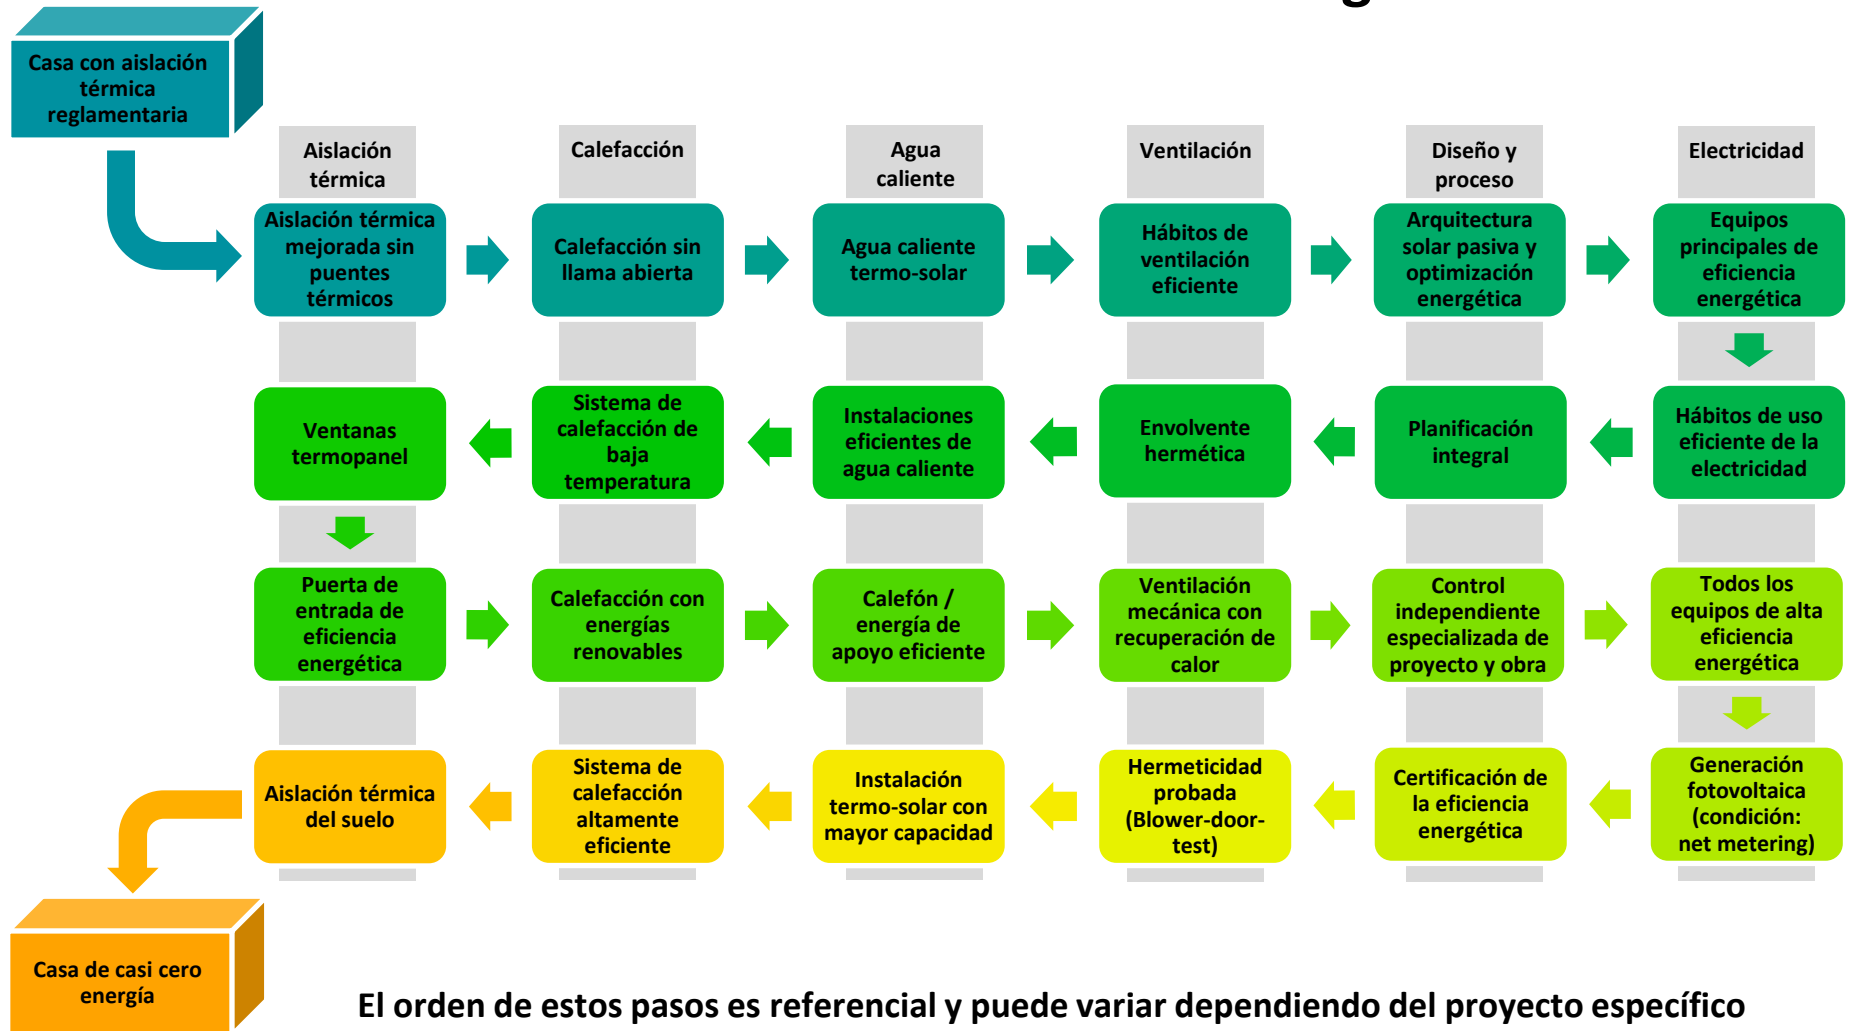 Casa con aislación
térmica
reglamentaria
Aislación
térmica
Calefacción
Agua
caliente
Ventilación
Diseño y
proceso
Electricidad
Aislación térmica
mejorada sin
puentes
térmicos
Calefacción sin
llama abierta
Agua caliente
termo-solar
Hábitos de
ventilación
eficiente
Arquitectura
solar pasiva y
optimización
energética
Equipos
principales de
eficiencia
energética
Ventanas
termopanel
Sistema de
calefacción de
baja
temperatura
Instalaciones
eficientes de
agua caliente
Envolvente
hermética
Planificación
integral
Hábitos de uso
eficiente de la
electricidad
Puerta de
entrada de
eficiencia
energética
Calefacción con
energías
renovables
Calefón /
energía de
apoyo eficiente
Ventilación
mecánica con
recuperación de
calor
Control
independiente
especializada de
proyecto y obra
Todos los
equipos de alta
eficiencia
energética
Aislación térmica
del suelo
Sistema de
calefacción
altamente
eficiente
Instalación
termo-solar con
mayor capacidad
Hermeticidad
probada
(Blower-door-
test)
Certificación de
la eficiencia
energética
Generación
fotovoltaica
(condición:
net metering)
Casa de casi cero
energía
El orden de estos pasos es referencial y puede variar dependiendo del proyecto específico